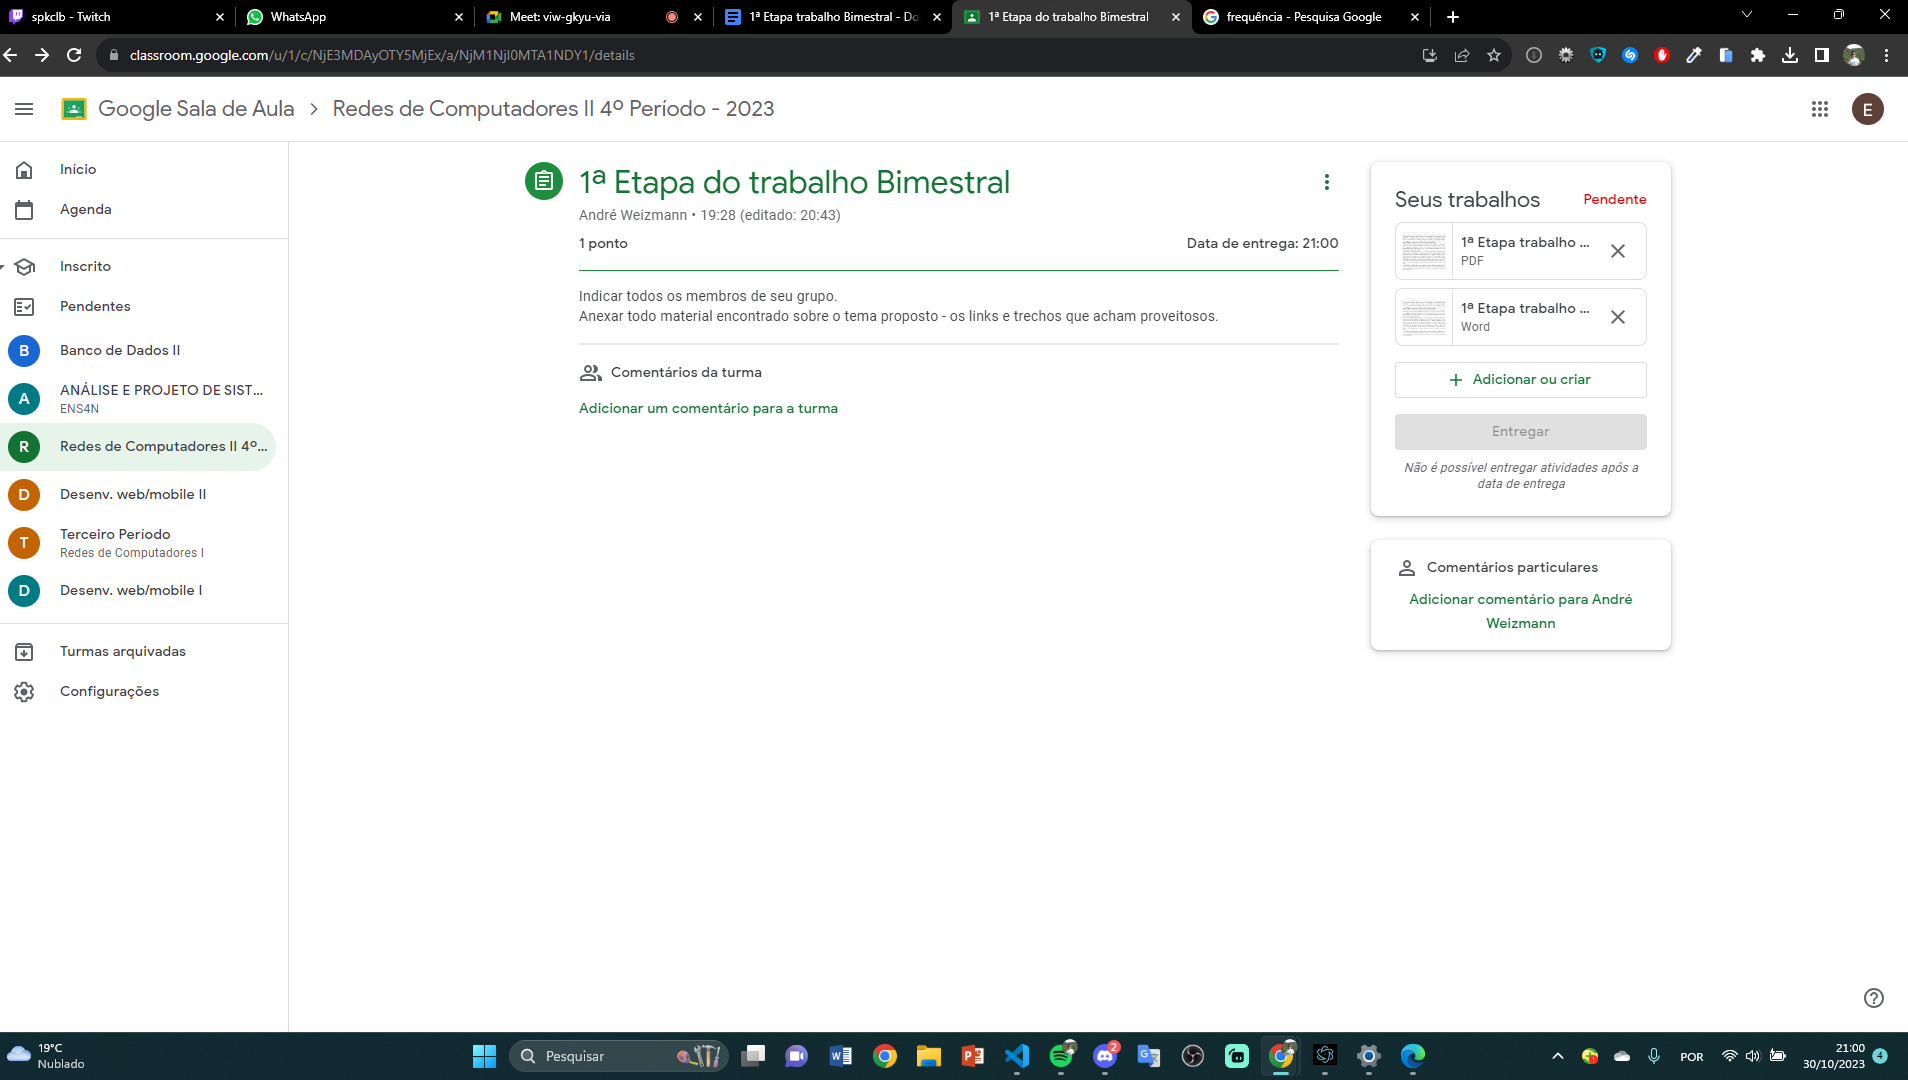 spkclb - Twitch
WhatsApp
Meet: viw-gkyu-via
1ª Etapa trabalho Bimestral - Do
1ª Etapa do trabalho Bimestral
frequência - Pesquisa Google
classroom.google.com/u/1/c/NjE3MDAyOTY5MjEx/a/NjM1NjI0MTA1NDY1/details
Google Sala de Aula > Redes de Computadores II 4º Período - 2023
E
Início
Agenda
Inscrito
Pendentes
B Banco de Dados II
A ANÁLISE E PROJETO DE SIST...
ENS4N
R Redes de Computadores II 4º...
D Desenv. web/mobile II
T Terceiro Período
Redes de Computadores I
D Desenv. web/mobile I
Turmas arquivadas
Configurações
1ª Etapa do trabalho Bimestral
André Weizmann • 19:28 (editado: 20:43)
1 ponto
Data de entrega: 21:00
Indicar todos os membros de seu grupo.
Anexar todo material encontrado sobre o tema proposto - os links e trechos que acham proveitosos.
Comentários da turma
Adicionar um comentário para a turma
Seus trabalhos
Pendente
1ª Etapa trabalho ...
PDF
1ª Etapa trabalho ...
Word
+ Adicionar ou criar
Entregar
Não é possível entregar atividades após a
data de entrega
Comentários particulares
Adicionar comentário para André
Weizmann
19°C
Nublado
Pesquisar
2
POR
21:00
30/10/2023
4